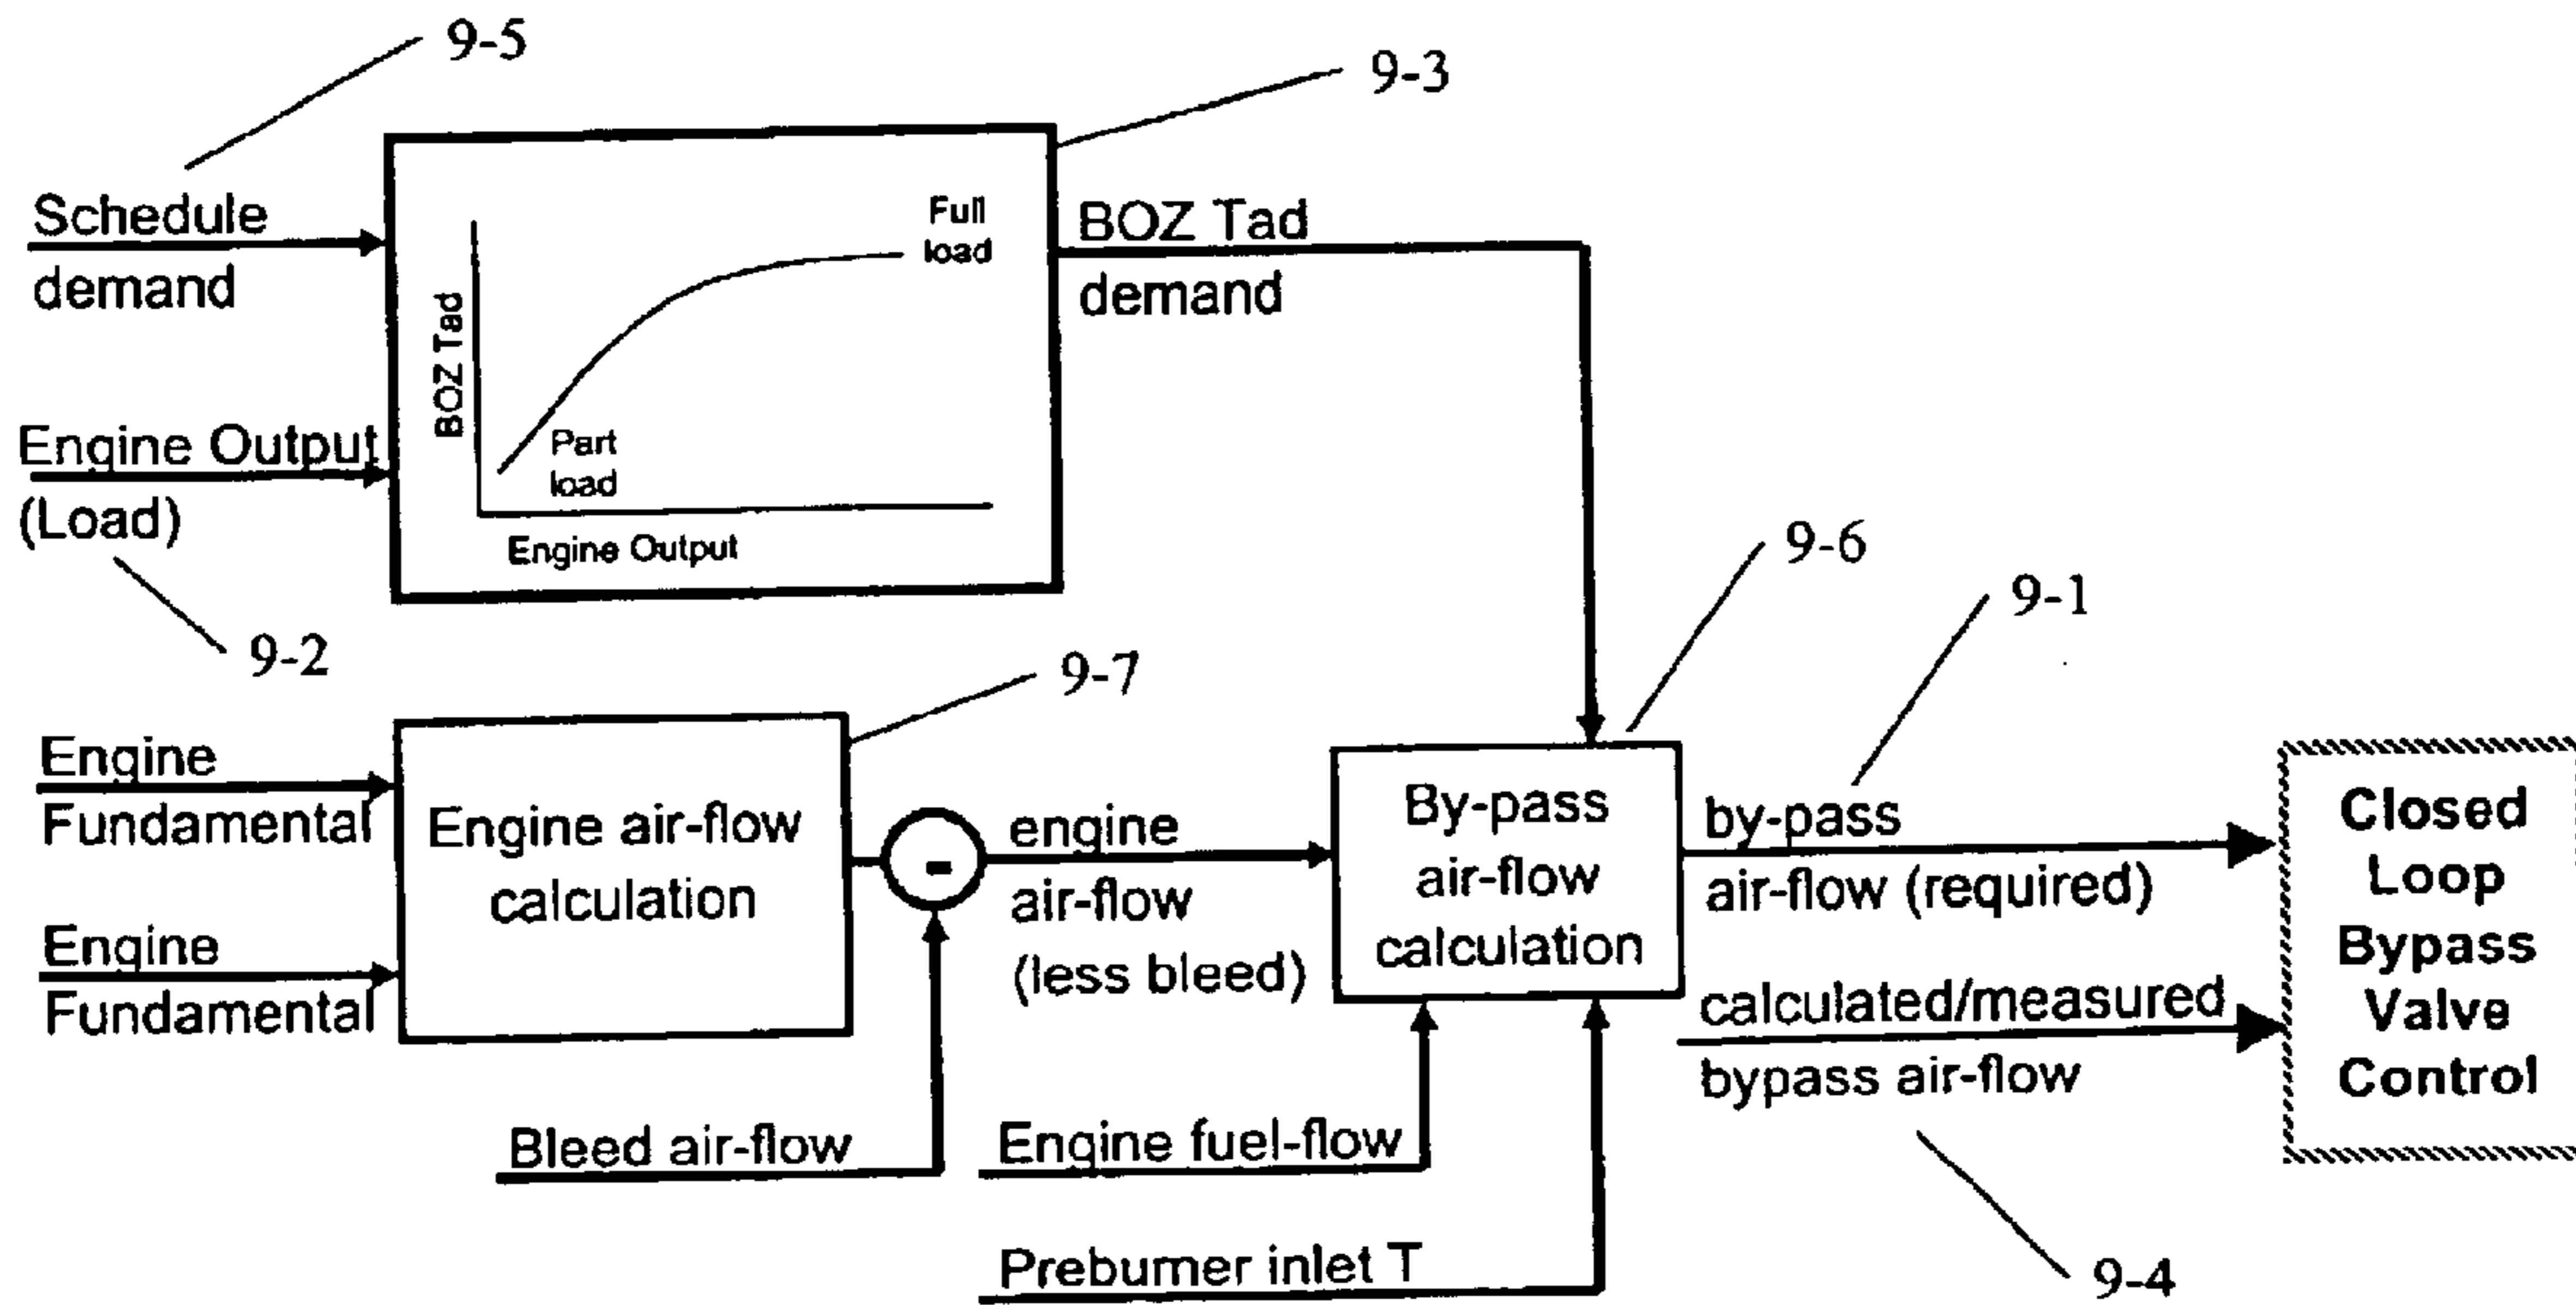 9-5
9-3
Schedule
demand
Engine Output
(Load)
9-2
BOZ Tad
Full
load
Part
load
Engine Output
BOZ Tad
demand
9-6
9-1
9-7
Engine
Fundamental
Engine
Fundamental
Engine air-flow
calculation
-
engine
air-flow
(less bleed)
Bleed air-flow
By-pass
air-flow
calculation
Engine fuel-flow
Preburner inlet T
by-pass
air-flow (required)
calculated/measured
bypass air-flow
9-4
Closed
Loop
Bypass
Valve
Control